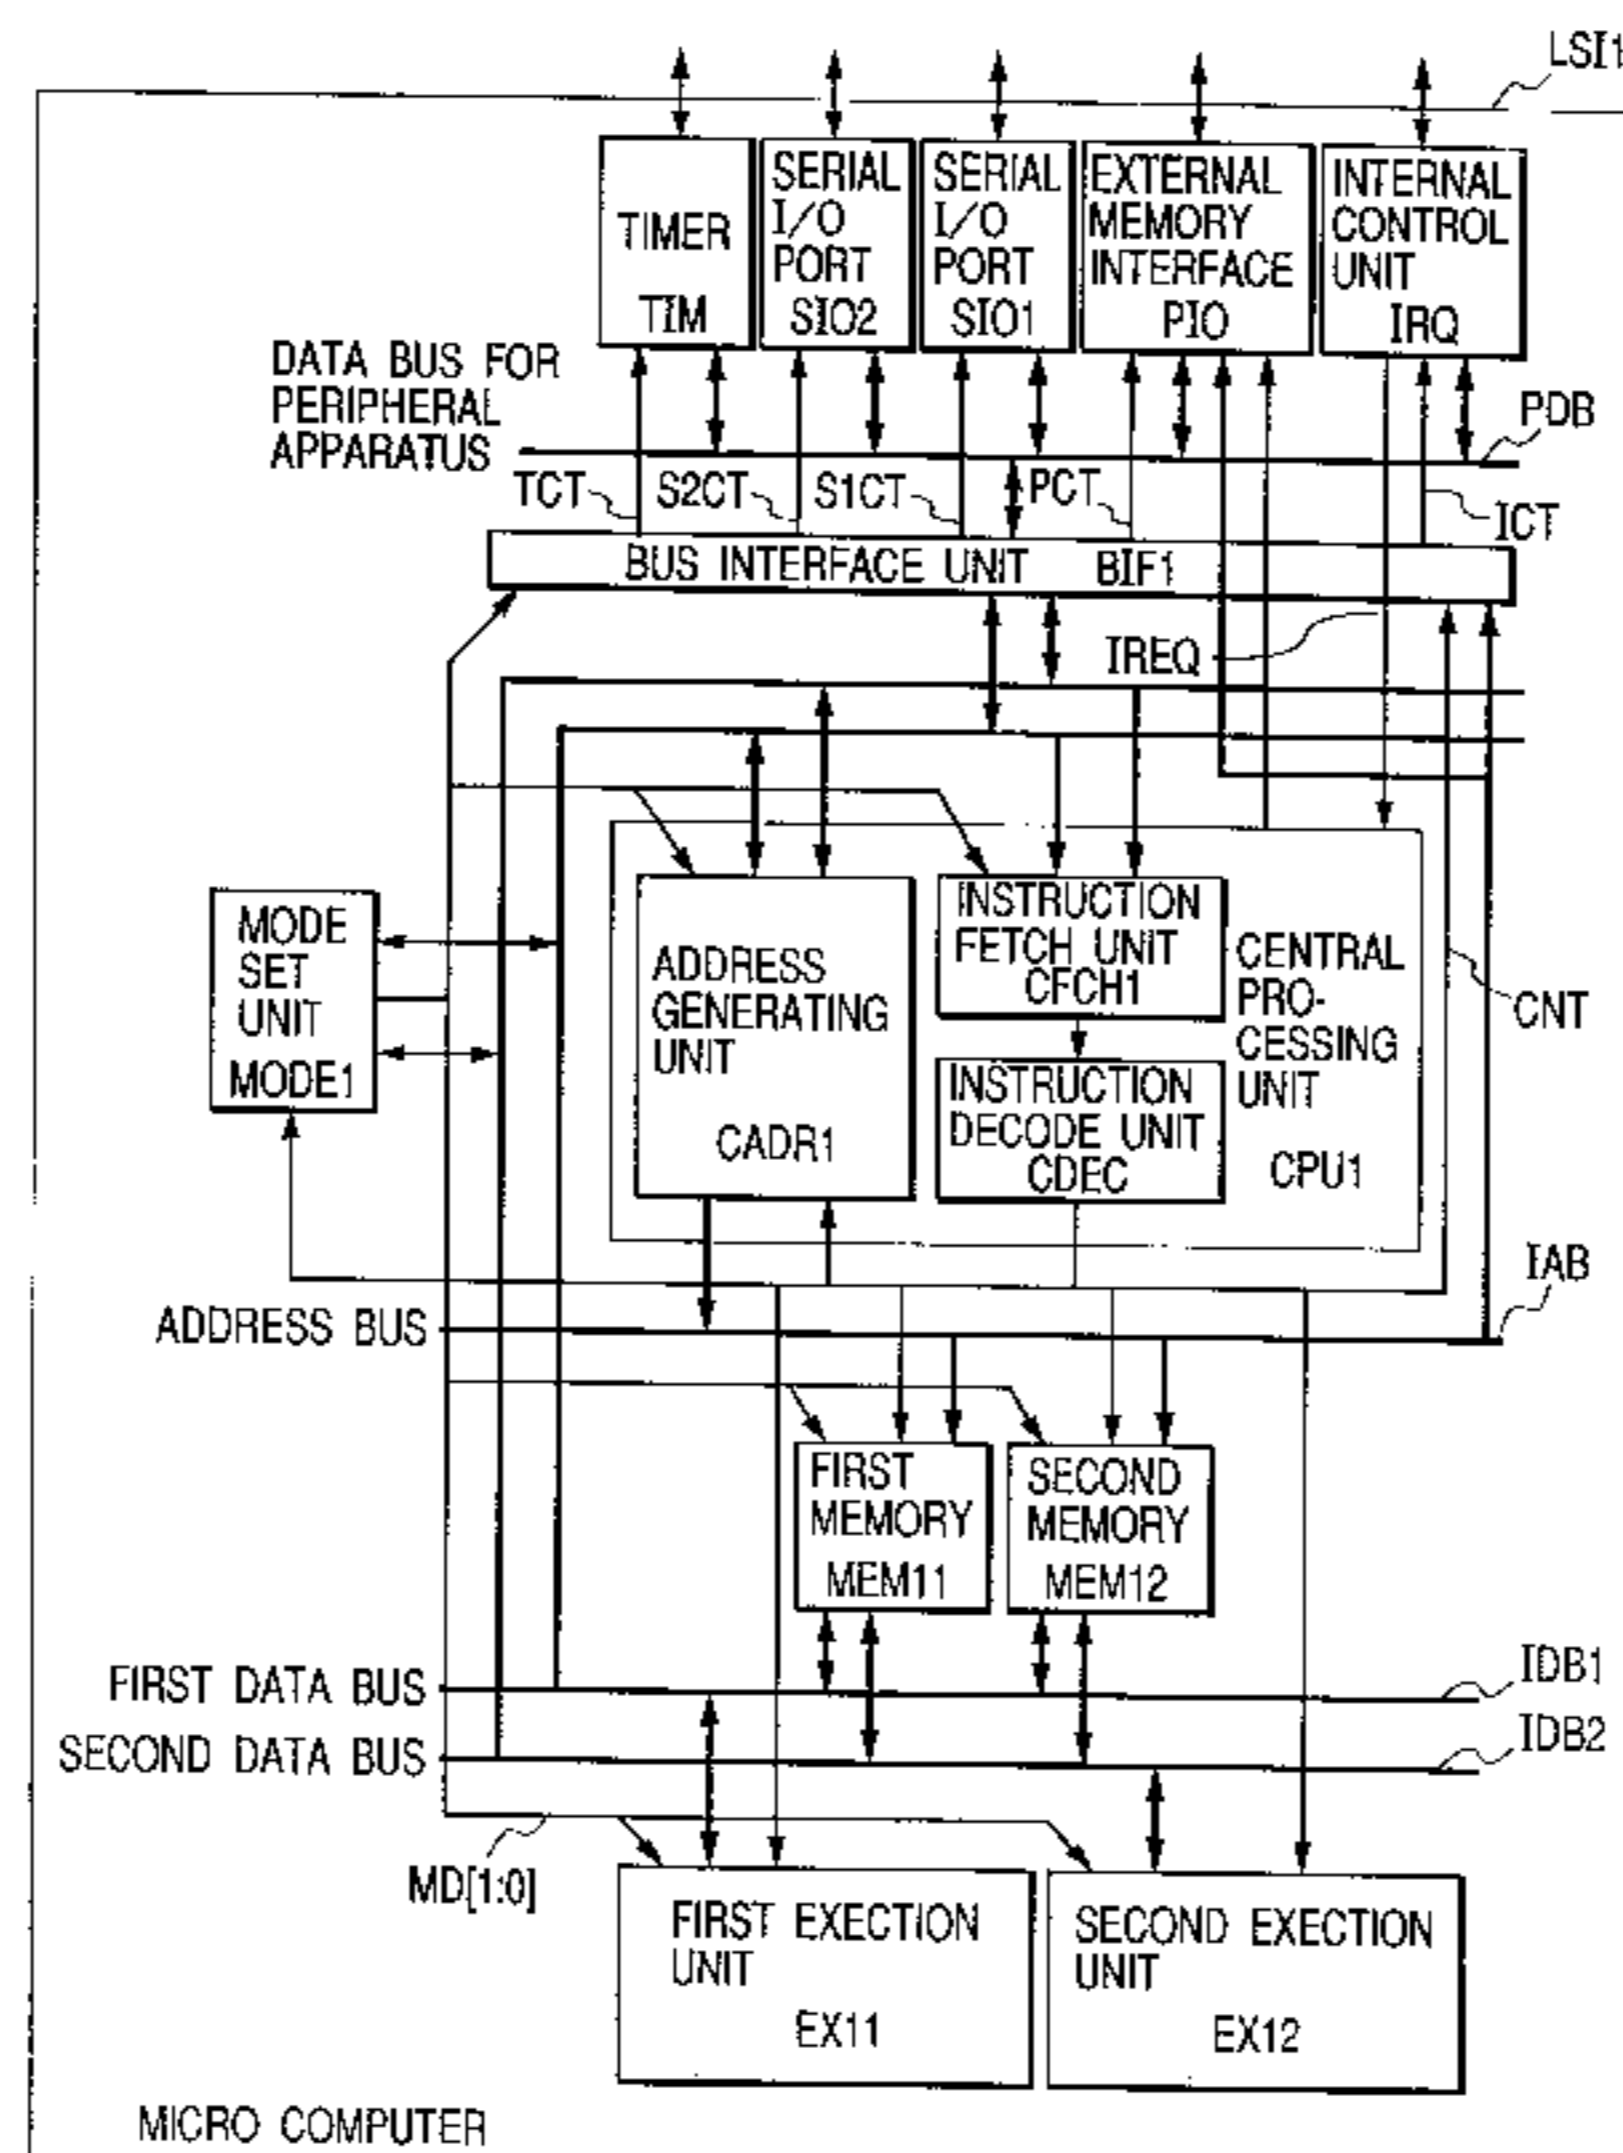 LSI1
TIMER
TIM
SERIAL
I/O
PORT
SIO2
SERIAL
I/O
PORT
SIO1
EXTERNAL
MEMORY
INTERFACE
PIO
INTERNAL
CONTROL
UNIT
IRQ
DATA BUS FOR
PERIPHERAL
APPARATUS
PDB
TCT
S2CT
S1CT
PCT
ICT
BUS INTERFACE UNIT BIF1
IREQ
MODE
SET
UNIT
MODE1
ADDRESS
GENERATING
UNIT
CADR1
INSTRUCTION
FETCH UNIT
CFCH1
INSTRUCTION
DECODE UNIT
CDEC
CENTRAL
PRO-
CESSING
UNIT
CPU1
CNT
IAB
ADDRESS BUS
FIRST
MEMORY
MEM11
SECOND
MEMORY
MEM12
FIRST DATA BUS
IDB1
SECOND DATA BUS
IDB2
MD[1:0]
FIRST EXECTION
UNIT
EX11
SECOND EXECTION
UNIT
EX12
MICRO COMPUTER